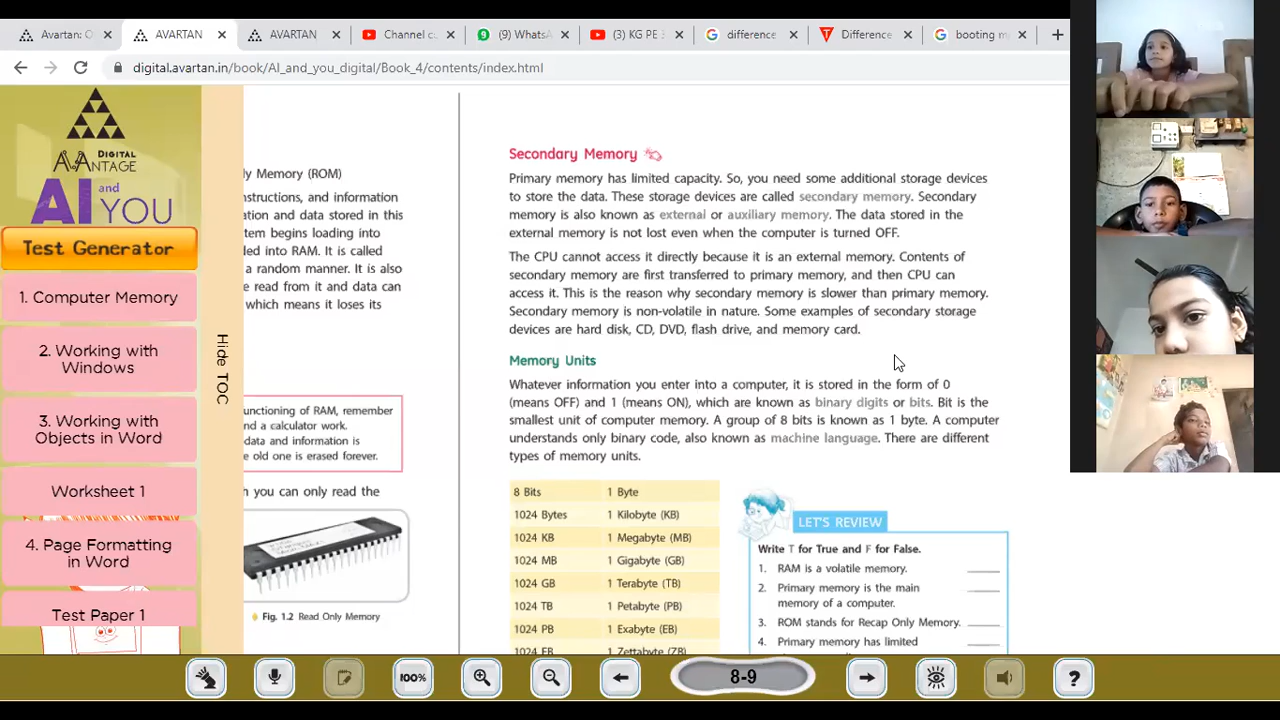 Avartan: O
AVARTAN
AVARTAN
Channel c
(9) WhatsA
(3) KG PE
difference
Difference
booting m
digital.avartan.in/book/AI_and_you_digital/Book_4/contents/index.html
DIGITAL
AVANTAGE
AI and YOU
Test Generator
1. Computer Memory
2. Working with
Windows
3. Working with
Objects in Word
Worksheet 1
4. Page Formatting
in Word
Test Paper 1
Hide TOC
ly Memory (ROM)
nstructions, and information
ation and data stored in this
tem begins loading into
ded into RAM. It is called
a random manner. It is also
e read from it and data can
which means it loses its
unctioning of RAM, remember
nd a calculator work.
data and information is
e old one is erased forever.
h you can only read the
Fig. 1.2 Read Only Memory
Secondary Memory
Primary memory has limited capacity. So, you need some additional storage devices
to store the data. These storage devices are called secondary memory. Secondary
memory is also known as external or auxiliary memory. The data stored in the
external memory is not lost even when the computer is turned OFF.
The CPU cannot access it directly because it is an external memory. Contents of
secondary memory are first transferred to primary memory, and then CPU can
access it. This is the reason why secondary memory is slower than primary memory.
Secondary memory is non-volatile in nature. Some examples of secondary storage
devices are hard disk, CD, DVD, flash drive, and memory card.
Memory Units
Whatever information you enter into a computer, it is stored in the form of 0
(means OFF) and 1 (means ON), which are known as binary digits or bits. Bit is the
smallest unit of computer memory. A group of 8 bits is known as 1 byte. A computer
understands only binary code, also known as machine language. There are different
types of memory units.
8 Bits 1 Byte
1024 Bytes 1 Kilobyte (KB)
1024 KB 1 Megabyte (MB)
1024 MB 1 Gigabyte (GB)
1024 GB 1 Terabyte (TB)
1024 TB 1 Petabyte (PB)
1024 PB 1 Exabyte (EB)
1024 EB 1 Zettabyte (ZB)
LET'S REVIEW
Write T for True and F for False.
1. RAM is a volatile memory.
2. Primary memory is the main
memory of a computer.
3. ROM stands for Recap Only Memory.
4. Primary memory has limited
100%
8-9
?